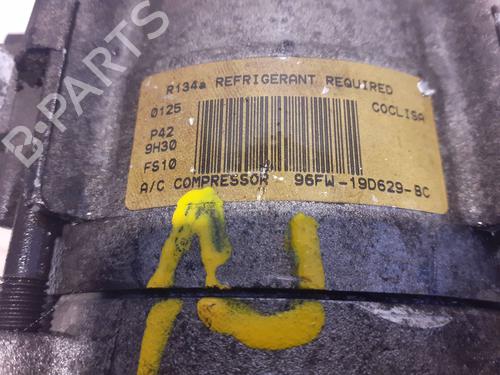 R134a REFRIGERANT REQUIRED
0125
COCLISA
P42
9H30
FS10
A/C COMPRESSOR 96FW-19D629-BC
B-PARTS